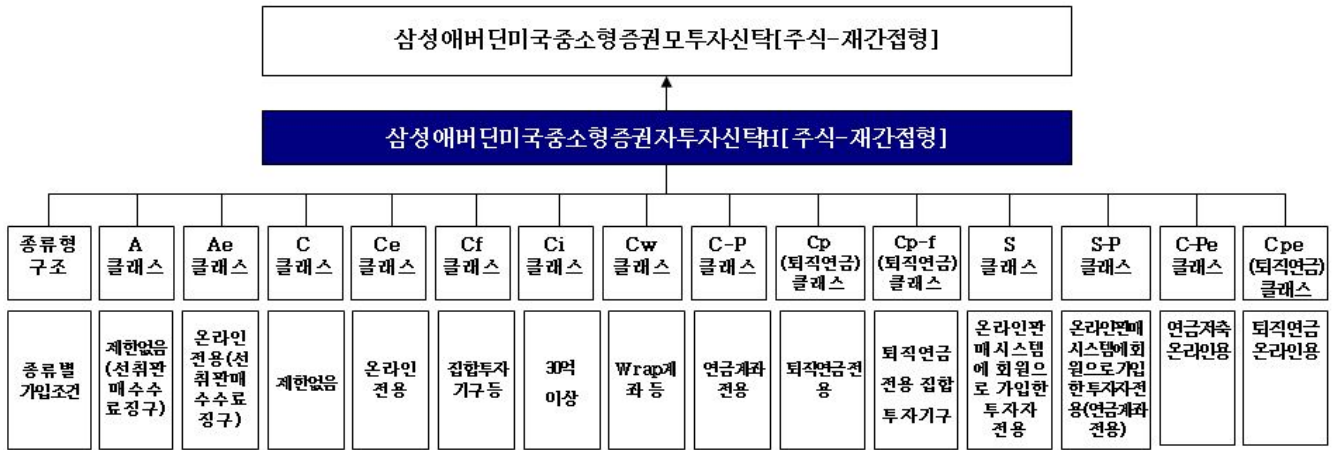 삼성애버딘미국중소형증권모투자신탁[주식-재간접형]
삼성애버딘미국중소형증권자투자신탁H[주식-재간접형]
종류형
구조
A
클래스
Ae
클래스
C
클래스
Ce
클래스
Cf
클래스
Ci
클래스
Cw
클래스
C-P
클래스
Cp
(퇴직연금)
클래스
Cp-f
(퇴직연금)
클래스
S
클래스
S-P
클래스
C-Pe
클래스
Cpe
(퇴직연금)
클래스
종류별
가입조건
제한없음
(선취판
매수수
료징구)
온라인
전용(선
취판매
수수료
징구)
제한없음
온라인
전용
집합투자
기구등
30억
이상
Wrap계
좌 등
연금계좌
전용
퇴직연금전
용
퇴직연금
전용 집합
투자기구
온라인판
매시스템
에 회원으
로 가입한
투자자
전용
온라인판매
시스템에회
원으로가입
한투자자전
용(연금계좌
전용)
연금저축
온라인용
퇴직연금
온라인용